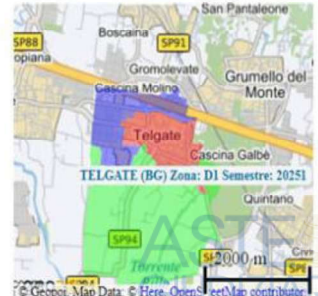 San Pantaleone
Boscaina
SP88
SP91
opiana
Gromolevate
Grumello del
Monte
Cascina Molino
Telgate
Cascina Galbè
TELGATE (BG) Zona: D1 Semestre: 20251
Quintano
SP94
ASTE
2000 m
Torrente
© Geopoi, Map Data: © Here, OpenStreetMap contributor